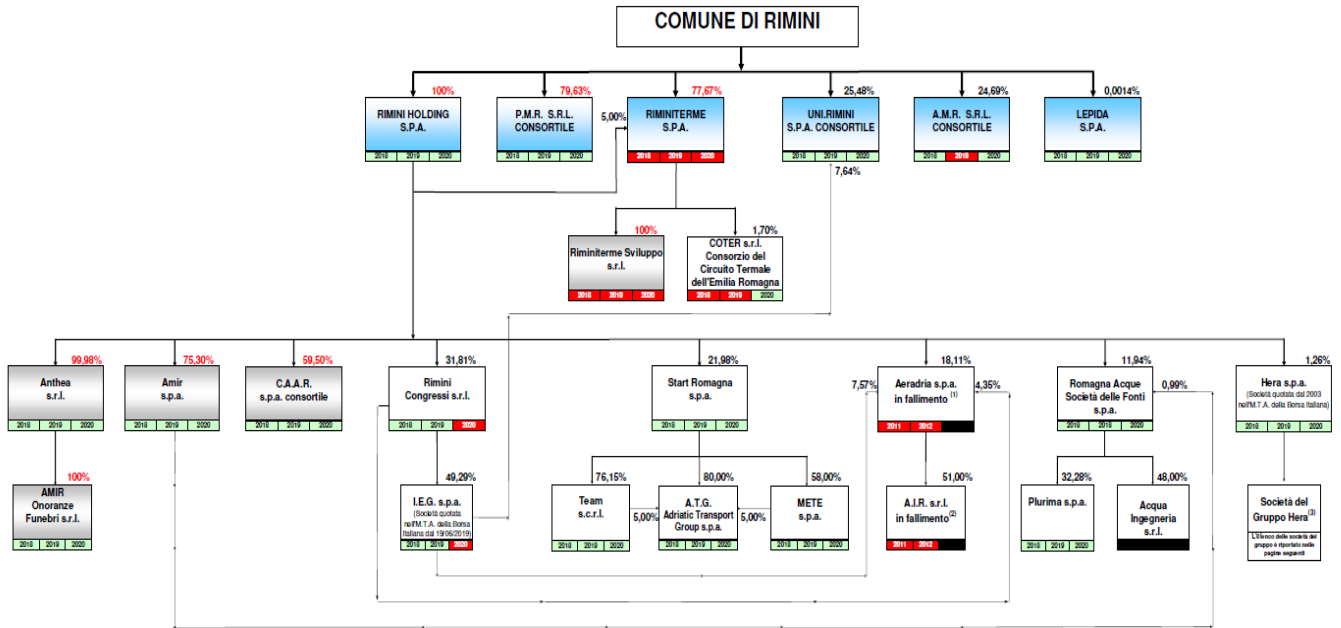 COMUNE DI RIMINI
100%
79,63%
77,67%
25,48%
24,69%
0,0014%
RIMINI HOLDING
S.P.A.
2018 2019 2020
P.M.R. S.R.L.
CONSORTILE
2018 2019 2020
5,00%
RIMINITERME
S.P.A.
2018 2019 2020
UNI.RIMINI
S.P.A. CONSORTILE
2018 2019 2020
A.M.R. S.R.L.
CONSORTILE
2018 2019 2020
LEPIDA
S.P.A.
2018 2019 2020
7,64%
100%
Riminiterme Sviluppo
s.r.l.
2018 2019 2020
1,70%
COTER s.r.l.
Consorzio del
Circuito Termale
dell'Emilia Romagna
2018 2019 2020
99,98%
Anthea
s.r.l.
2018 2019 2020
75,30%
Amir
s.p.a.
2018 2019 2020
59,50%
C.A.A.R.
s.p.a. consortile
2018 2019 2020
31,81%
Rimini
Congressi s.r.l.
2018 2019 2020
21,98%
Start Romagna
s.p.a.
2018 2019 2020
7,57%
18,11%
Aeradria s.p.a.
in fallimento (1)
2011 2012
4,35%
11,94%
Romagna Acque
Società delle Fonti
s.p.a.
2018 2018 2020
0,99%
1,26%
Hera s.p.a.
(Società quotata dal 2003
nell'M.T.A. della Borsa Italiana)
2018 2019 2020
100%
AMIR
Onoranze
Funebri s.r.l.
2018 2019 2020
49,29%
I.E.G. s.p.a.
(Società quotata
nell'M.T.A. della Borsa
Italiana dal 19/06/2019)
2018 2019 2020
76,15%
Team
s.c.r.l.
2018 2019 2020
5,00%
80,00%
A.T.G.
Adriatic Transport
Group s.p.a.
2018 2019 2020
5,00%
58,00%
METE
s.p.a.
2018 2019 2020
51,00%
A.I.R. s.r.l.
in fallimento(2)
2011 2012
32,28%
Plurima s.p.a.
2018 2019 2020
48,00%
Acqua
Ingegneria
s.r.l.
Società del
Gruppo Hera(3)
L'elenco delle società del
gruppo è riportato nelle
pagine seguenti